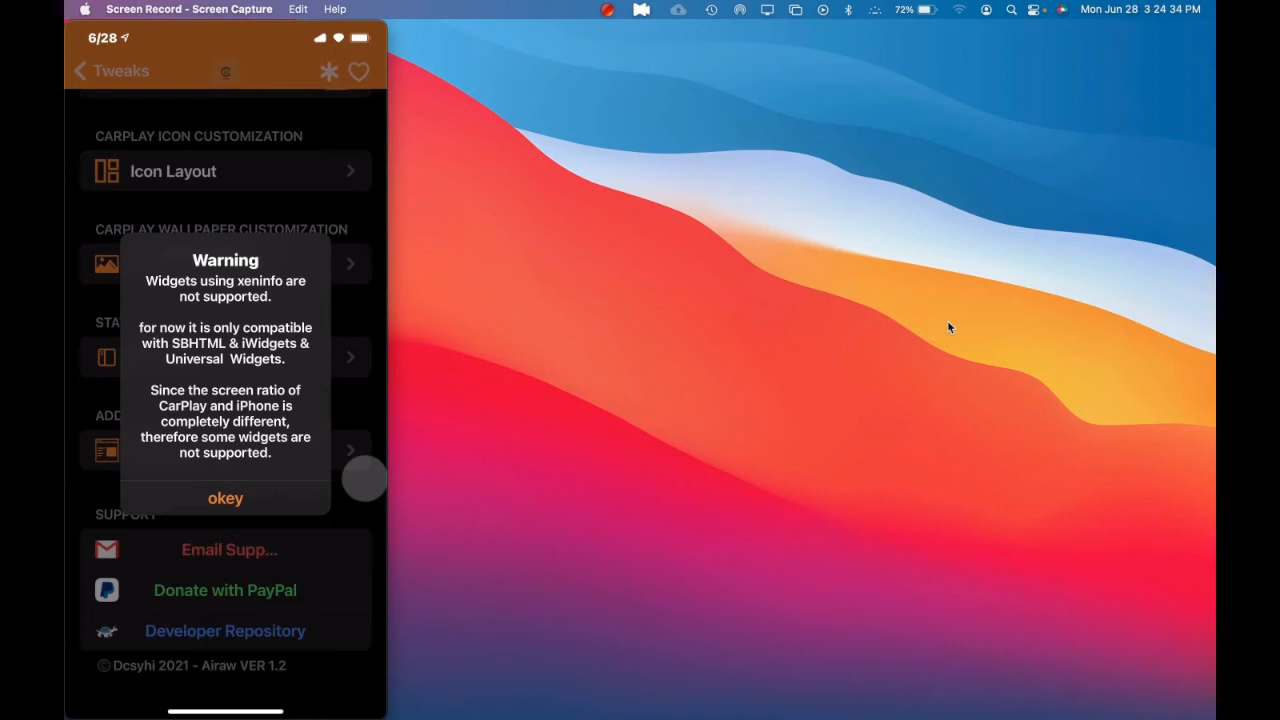 Screen Record - Screen Capture Edit Help 72% Mon Jun 28 3 24 34 PM
6/28
Tweaks
CARPLAY ICON CUSTOMIZATION
Icon Layout
CARPLAY WALLPAPER CUSTOMIZATION
Warning
Widgets using xeninfo are
not supported.
STA
for now it is only compatible
with SBHTML & iWidgets &
Universal Widgets.
Since the screen ratio of
CarPlay and iPhone is
ADD
completely different,
therefore some widgets are
not supported.
okey
SUPPORT
Email Supp...
Donate with PayPal
Developer Repository
© Dcsyhi 2021 - Airaw VER 1.2